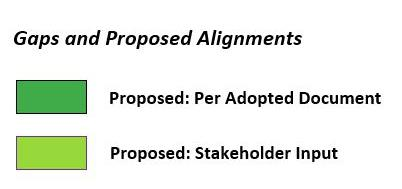 Gaps and Proposed Alignments
Proposed: Per Adopted Document
Proposed: Stakeholder Input